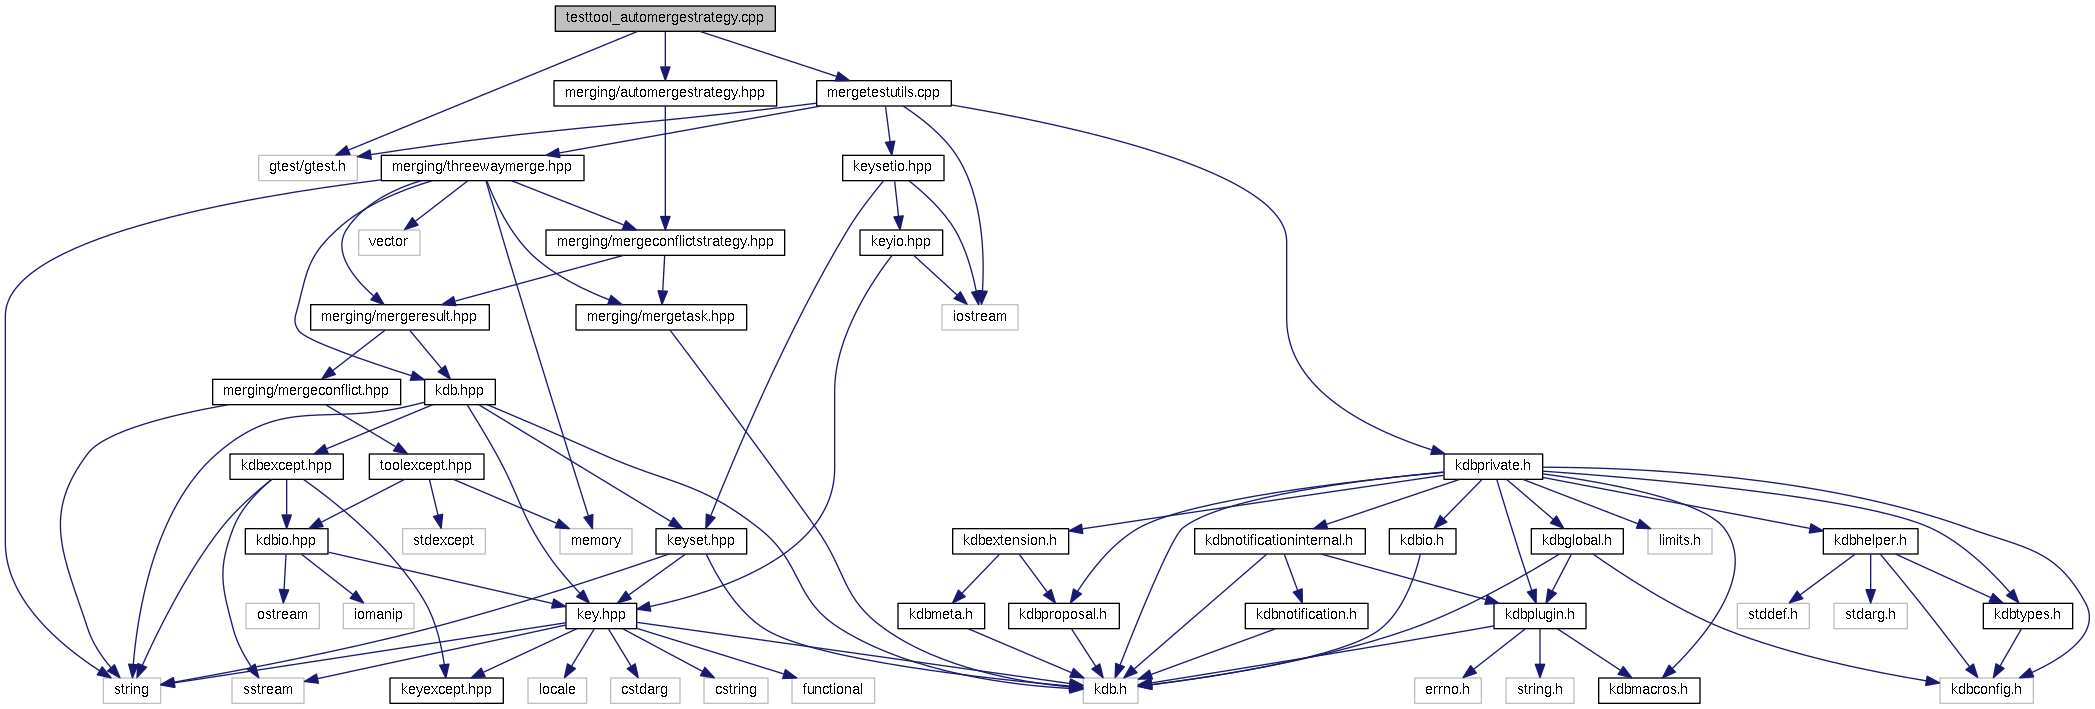 testtool_automergestrategy.cpp
merging/automergestrategy.hpp
mergetestutils.cpp
gtest/gtest.h
merging/threewaymerge.hpp
keysetio.hpp
vector
merging/mergeconflictstrategy.hpp
keyio.hpp
merging/mergeresult.hpp
merging/mergetask.hpp
iostream
merging/mergeconflict.hpp
kdb.hpp
kdbexcept.hpp
toolexcept.hpp
kdbprivate.h
kdbio.hpp
stdexcept
memory
keyset.hpp
kdbextension.h
kdbnotificationinternal.h
kdbio.h
kdbglobal.h
limits.h
kdbhelper.h
ostream
iomanip
key.hpp
kdbmeta.h
kdbproposal.h
kdbnotification.h
kdbplugin.h
stddef.h
stdarg.h
kdbtypes.h
string
sstream
keyexcept.hpp
locale
cstdarg
cstring
functional
kdb.h
errno.h
string.h
kdbmacros.h
kdbconfig.h